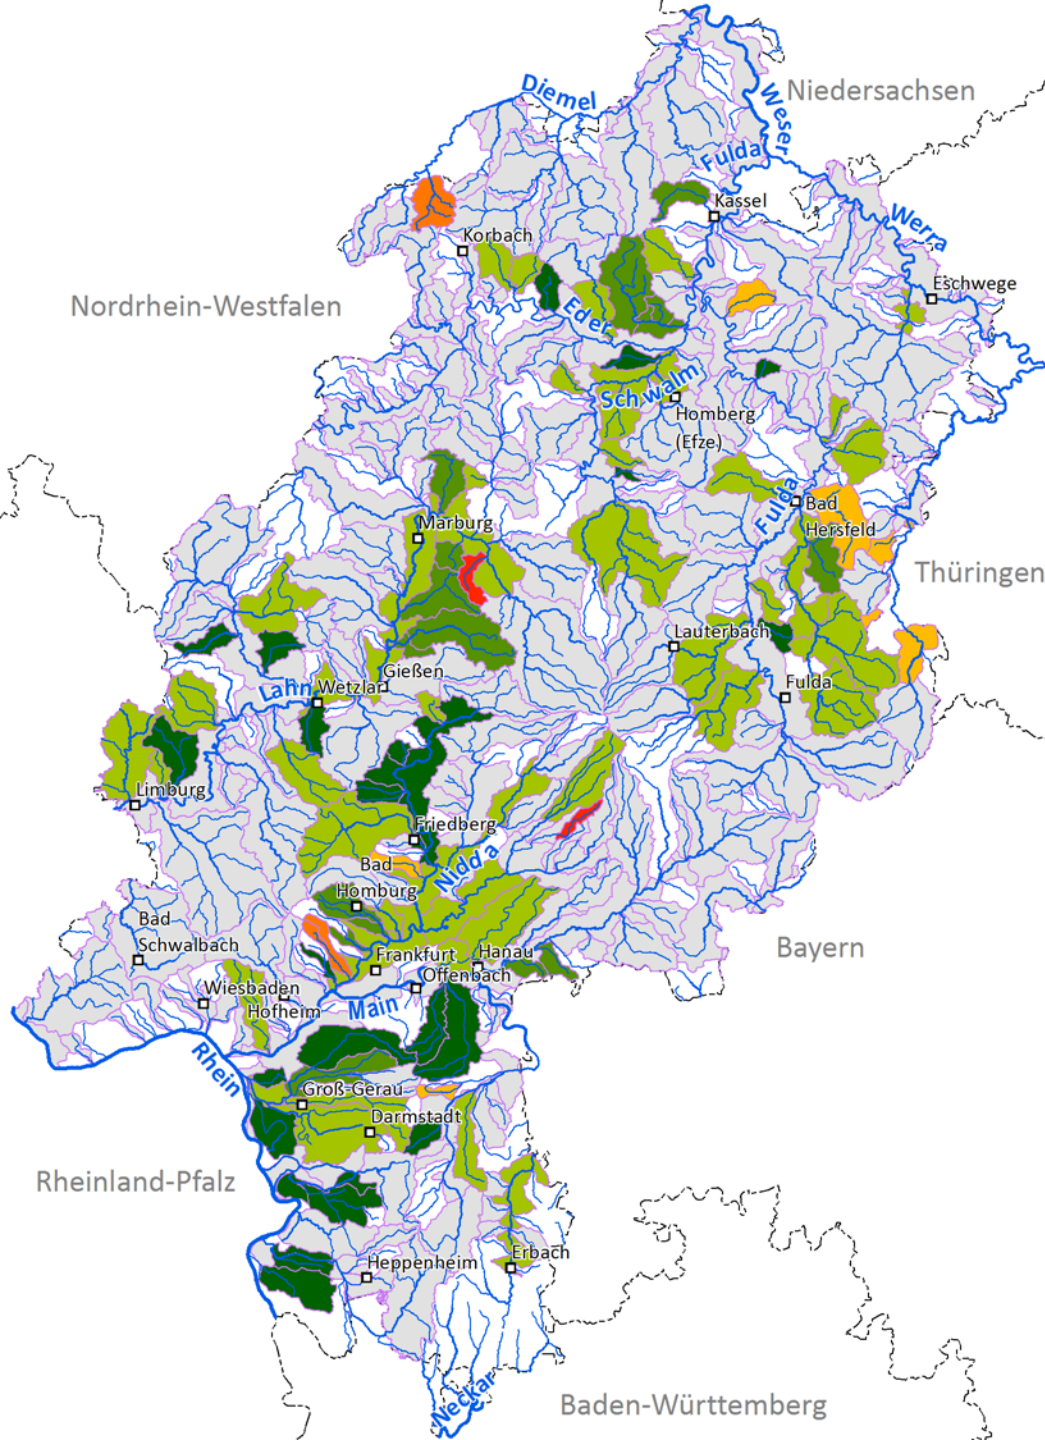 Niedersachsen
Diemel
Weser
Fulda
Kassel
Werra
Korbach
Eschwege
Nordrhein-Westfalen
Eder
Schwalm
Homberg
(Efze)
Fulda
Bad
Hersfeld
Marburg
Thüringen
Lauterbach
Gießen
Lahn
Wetzlar
Fulda
Limburg
Friedberg
Bad
Homburg
Nidda
Bad
Schwalbach
Bayern
Frankfurt
Hanau
Offenbach
Wiesbaden
Hofheim
Main
Rhein
Groß-Gerau
Darmstadt
Rheinland-Pfalz
Erbach
Heppenheim
Neckar
Baden-Württemberg